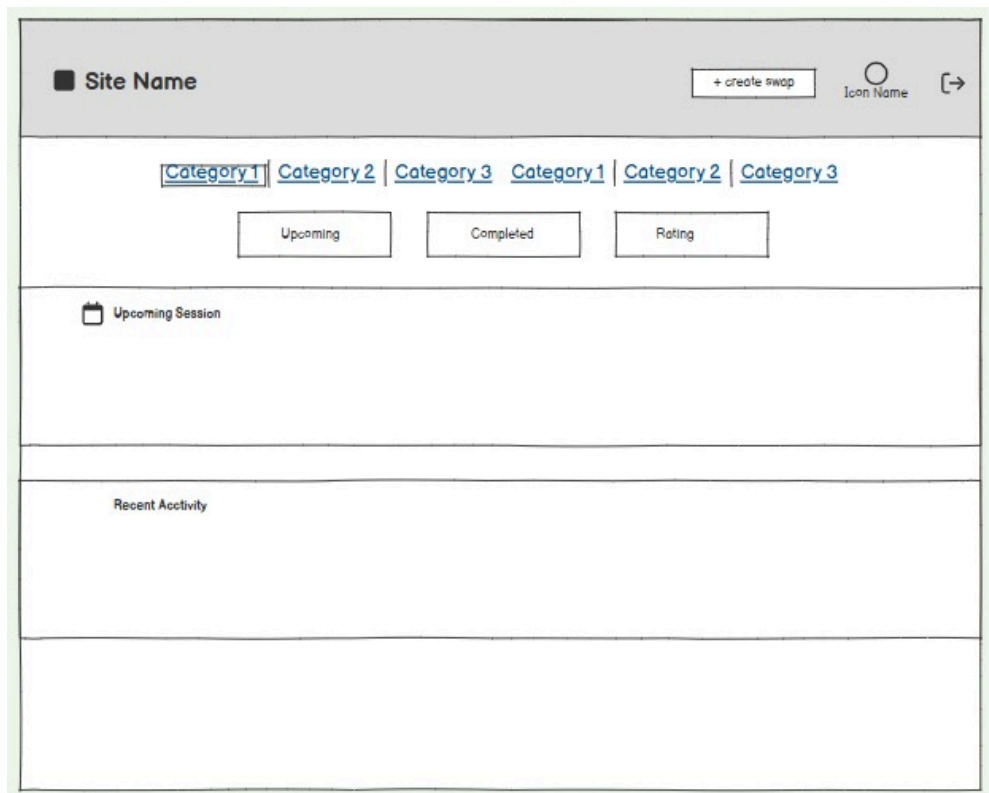 Site Name
+ create swap
Icon Name
Category 1 | Category 2 | Category 3 Category 1 | Category 2 | Category 3
Upcoming
Completed
Rating
Upcoming Session
Recent Acctivity